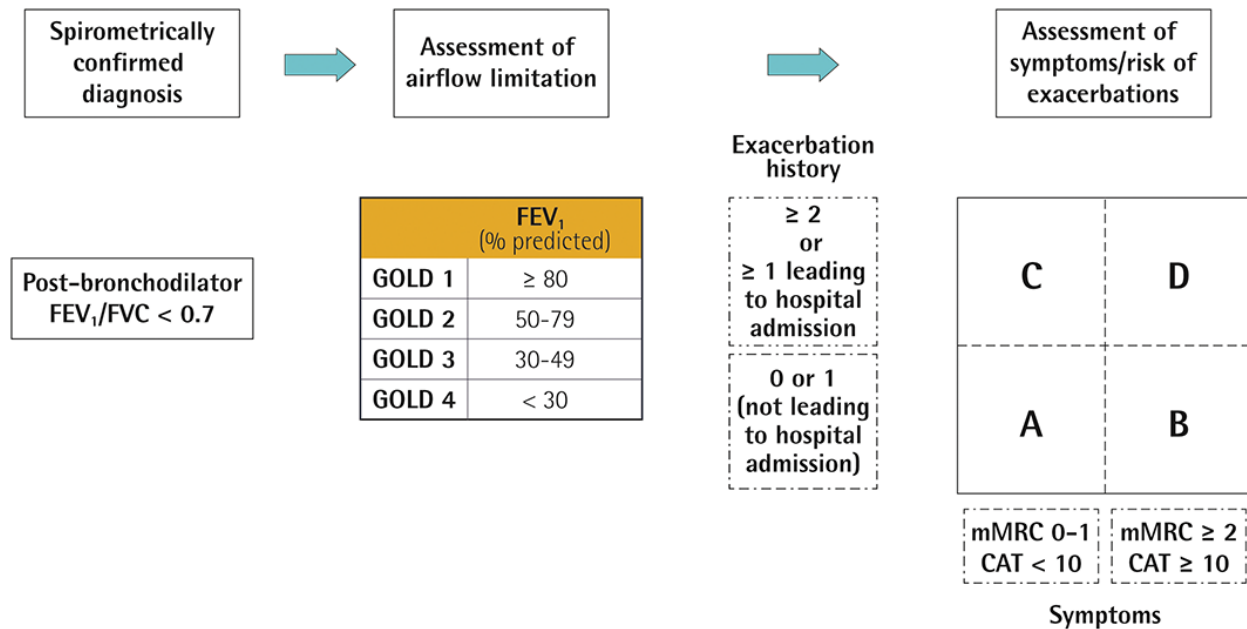 Spirometrically
confirmed
diagnosis
Assessment of
airflow limitation
Assessment of
symptoms/risk of
exacerbations
Post-bronchodilator
FEV₁/FVC < 0.7
FEV₁
(% predicted)
GOLD 1 ≥ 80
GOLD 2 50-79
GOLD 3 30-49
GOLD 4 < 30
Exacerbation
history
≥ 2
or
≥ 1 leading
to hospital
admission
0 or 1
(not leading
to hospital
admission)
C D
A B
mMRC 0-1
CAT < 10
mMRC ≥ 2
CAT ≥ 10
Symptoms